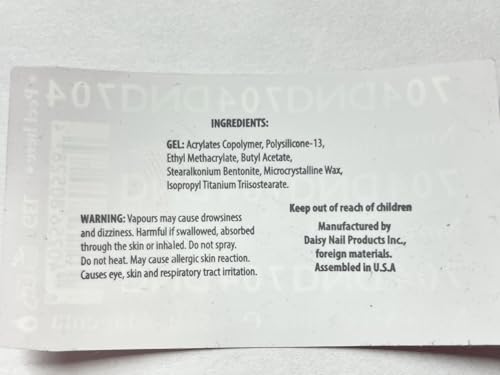 INGREDIENTS:
GEL: Acrylates Copolymer, Polysilicone-13,
Ethyl Methacrylate, Butyl Acetate,
Stearalkonium Bentonite, Microcrystalline Wax,
Isopropyl Titanium Triisostearate.
WARNING: Vapours may cause drowsiness
and dizziness. Harmful if swallowed, absorbed
through the skin or inhaled. Do not spray.
Do not heat. May cause allergic skin reaction.
Causes eye, skin and respiratory tract irritation.
Keep out of reach of children
Manufactured by
Daisy Nail Products Inc.,
foreign materials.
Assembled in U.S.A
704DND704DND704